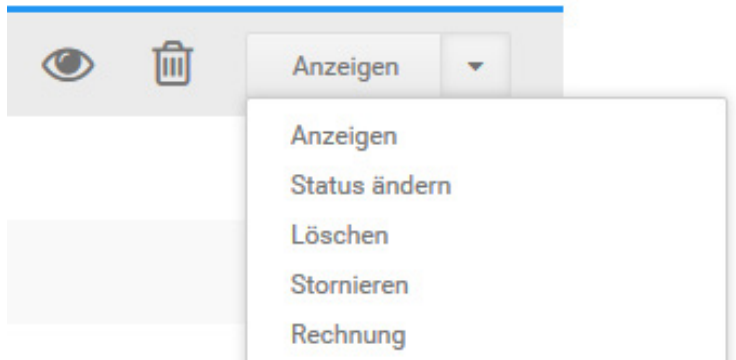 Anzeigen
Anzeigen
Status ändern
Löschen
Stornieren
Rechnung